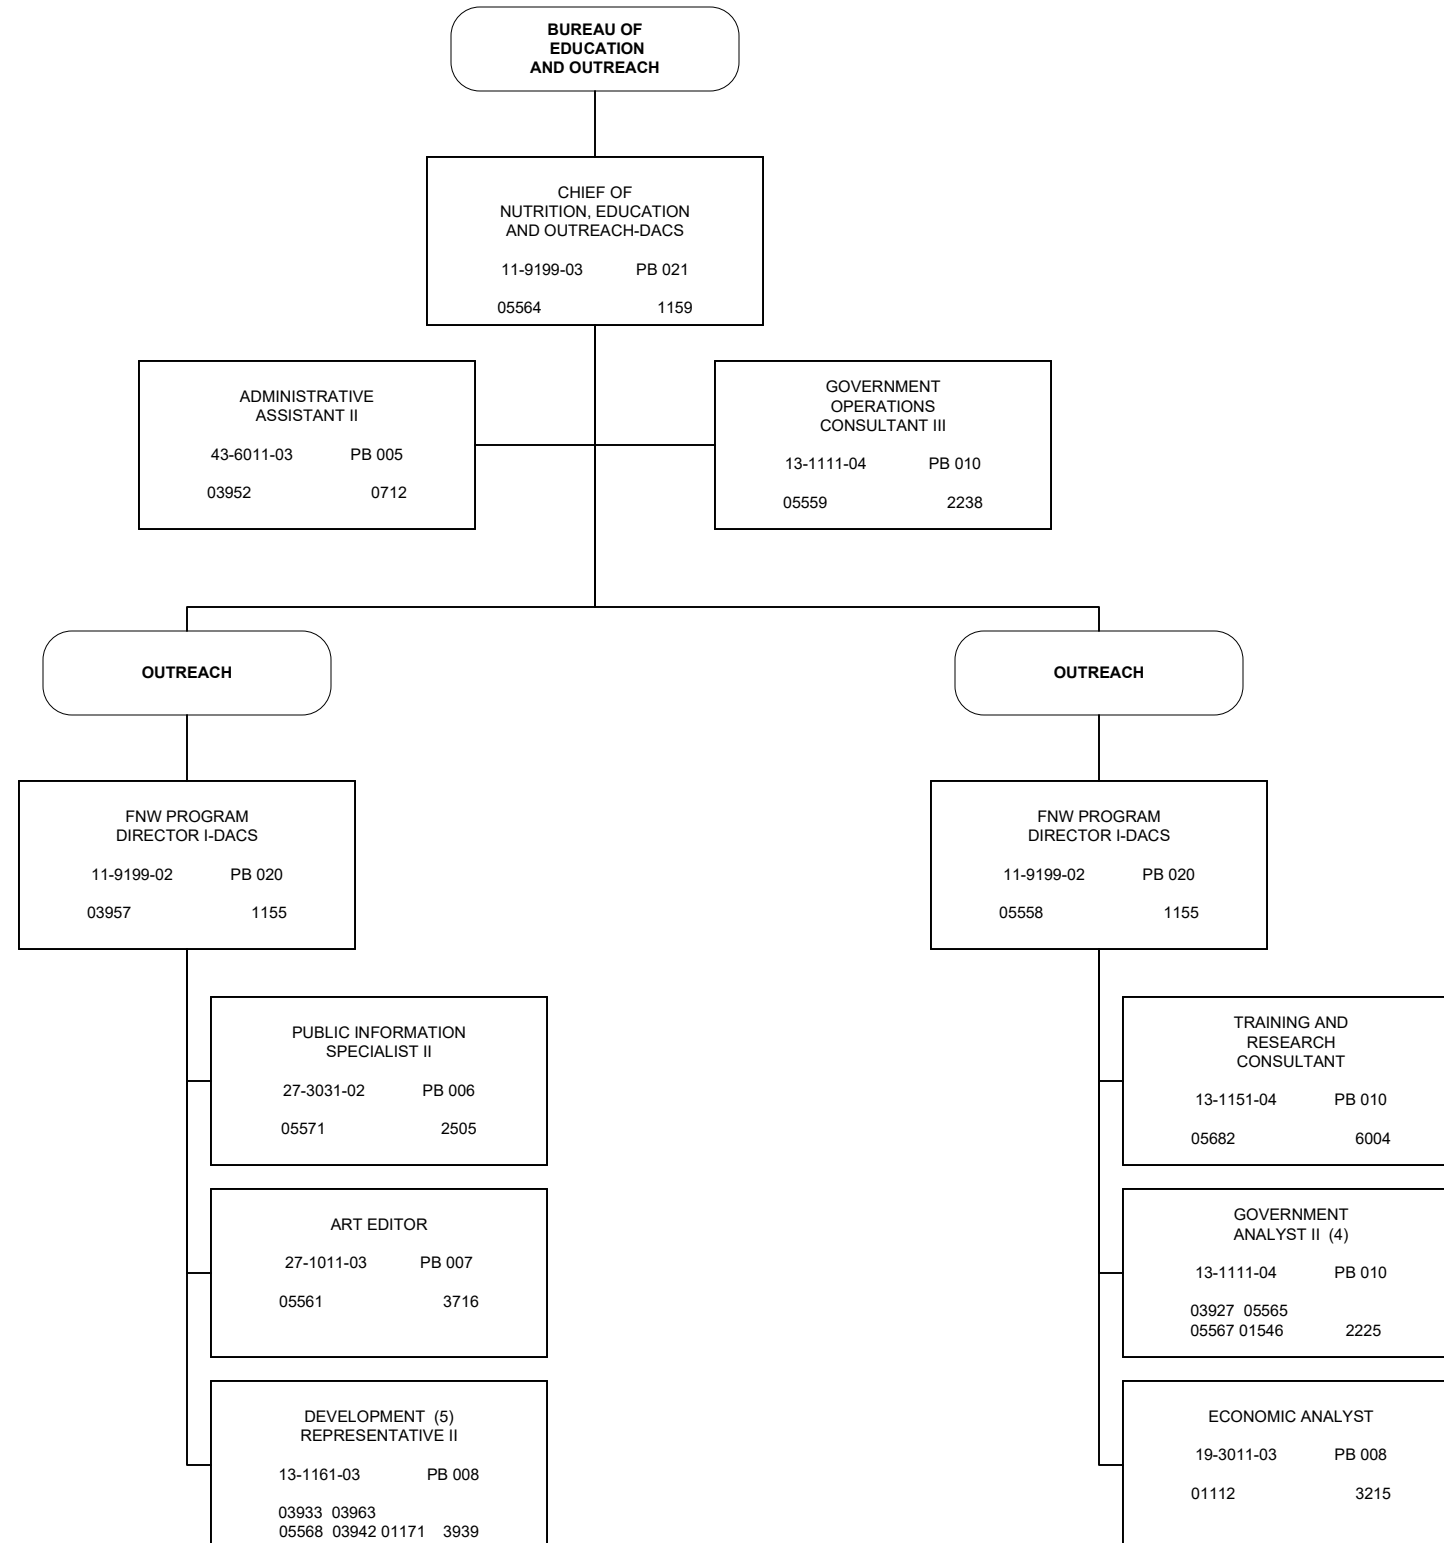 BUREAU OF
EDUCATION
AND OUTREACH
CHIEF OF
NUTRITION, EDUCATION
AND OUTREACH-DACS
11-9199-03 PB 021
05564 1159
ADMINISTRATIVE
ASSISTANT II
43-6011-03 PB 005
03952 0712
GOVERNMENT
OPERATIONS
CONSULTANT III
13-1111-04 PB 010
05559 2238
OUTREACH
FNW PROGRAM
DIRECTOR I-DACS
11-9199-02 PB 020
03957 1155
PUBLIC INFORMATION
SPECIALIST II
27-3031-02 PB 006
05571 2505
ART EDITOR
27-1011-03 PB 007
05561 3716
DEVELOPMENT (5)
REPRESENTATIVE II
13-1161-03 PB 008
03933 03963
05568 03942 01171 3939
OUTREACH
FNW PROGRAM
DIRECTOR I-DACS
11-9199-02 PB 020
05558 1155
TRAINING AND
RESEARCH
CONSULTANT
13-1151-04 PB 010
05682 6004
GOVERNMENT
ANALYST II (4)
13-1111-04 PB 010
03927 05565
05567 01546 2225
ECONOMIC ANALYST
19-3011-03 PB 008
01112 3215